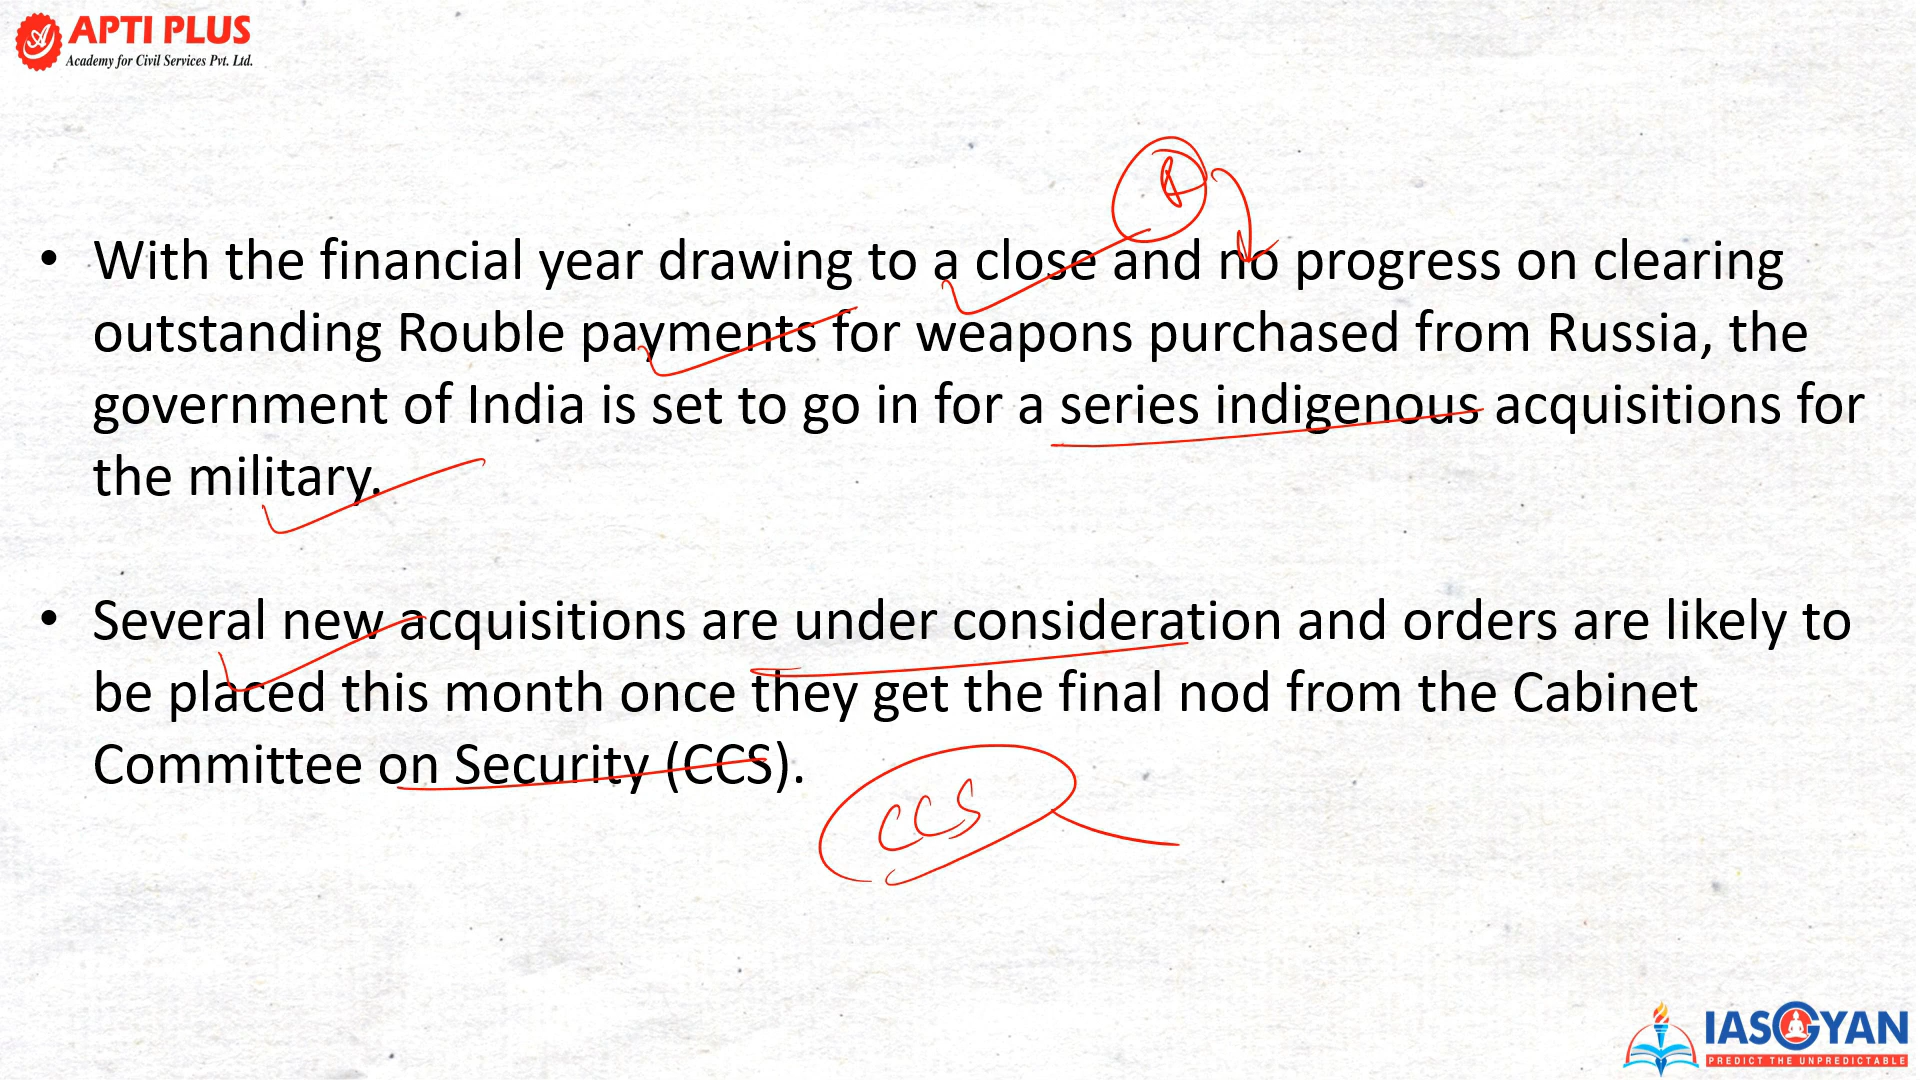 APTI PLUS
Academy for Civil Services Pvt. Ltd.
• With the financial year drawing to a close and no progress on clearing
outstanding Rouble payments for weapons purchased from Russia, the
government of India is set to go in for a series indigenous acquisitions for
the military.
• Several new acquisitions are under consideration and orders are likely to
be placed this month once they get the final nod from the Cabinet
Committee on Security (CCS).
CCS
IASGYAN
PREDICT THE UNPREDICTABLE